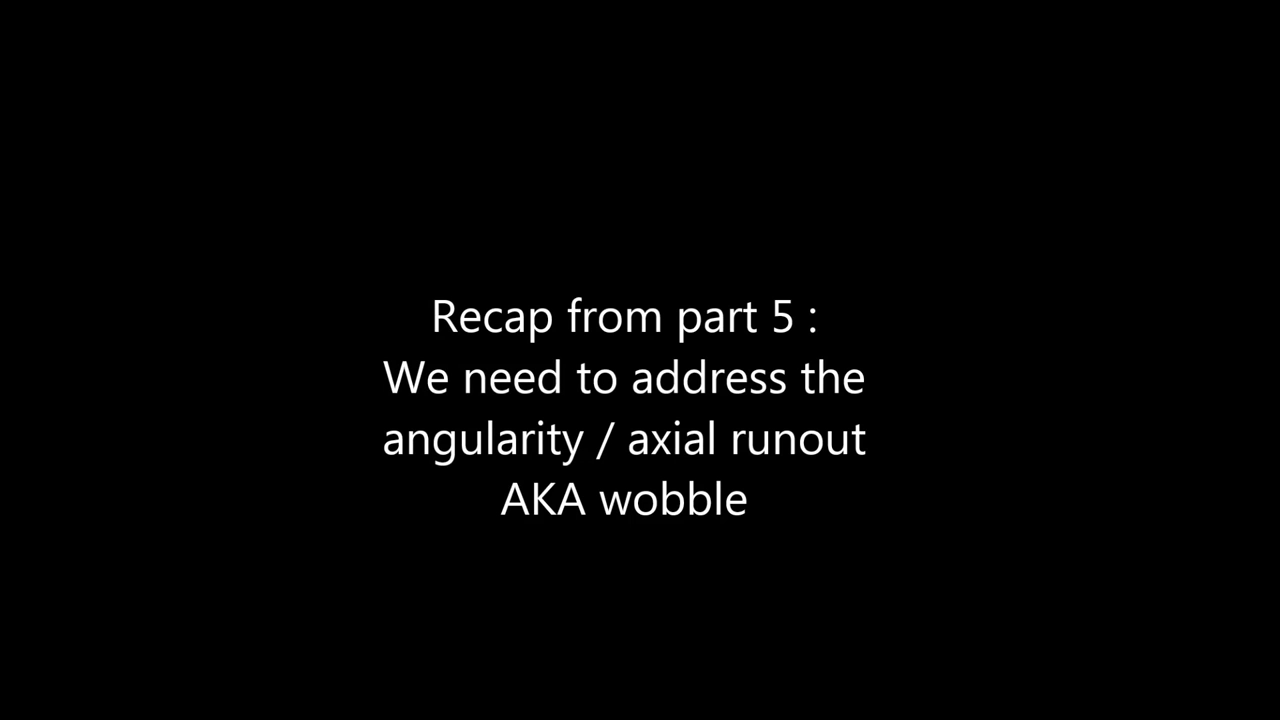 Recap from part 5 :
We need to address the
angularity / axial runout
AKA wobble